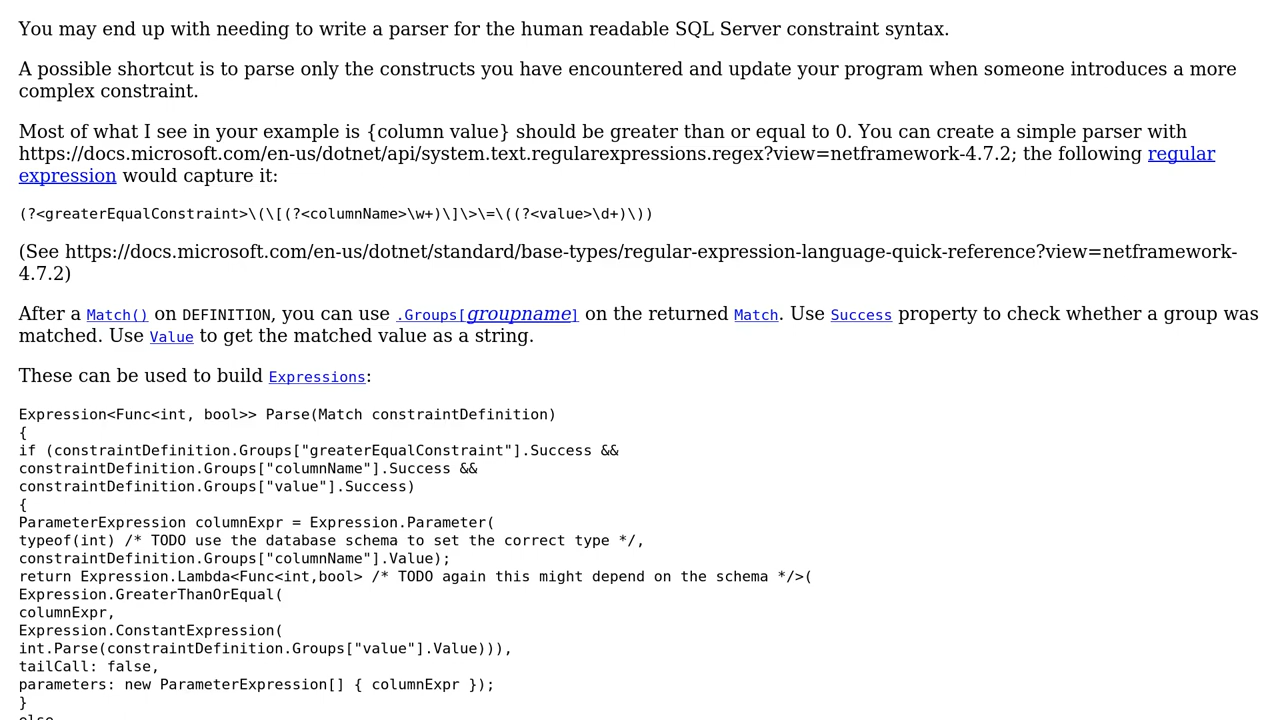 You may end up with needing to write a parser for the human readable SQL Server constraint syntax.
A possible shortcut is to parse only the constructs you have encountered and update your program when someone introduces a more
complex constraint.
Most of what I see in your example is {column value} should be greater than or equal to 0. You can create a simple parser with
https://docs.microsoft.com/en-us/dotnet/api/system.text.regularexpressions.regex?view=netframework-4.7.2; the following regular
expression would capture it:
(?<greaterEqualConstraint>\(\[(?<columnName>\w+)\]\>\=\((?<value>\d+)\))
(See https://docs.microsoft.com/en-us/dotnet/standard/base-types/regular-expression-language-quick-reference?view=netframework-
4.7.2)
After a Match() on DEFINITION, you can use .Groups[groupname] on the returned Match. Use Success property to check whether a group was
matched. Use Value to get the matched value as a string.
These can be used to build Expressions:
Expression<Func<int, bool>> Parse(Match constraintDefinition)
{
if (constraintDefinition.Groups["greaterEqualConstraint"].Success &&
constraintDefinition.Groups["columnName"].Success &&
constraintDefinition.Groups["value"].Success)
{
ParameterExpression columnExpr = Expression.Parameter(
typeof(int) /* TODO use the database schema to set the correct type */,
constraintDefinition.Groups["columnName"].Value);
return Expression.Lambda<Func<int,bool> /* TODO again this might depend on the schema */>(
Expression.GreaterThanOrEqual(
columnExpr,
Expression.ConstantExpression(
int.Parse(constraintDefinition.Groups["value"].Value))),
tailCall: false,
parameters: new ParameterExpression[] { columnExpr });
}
else